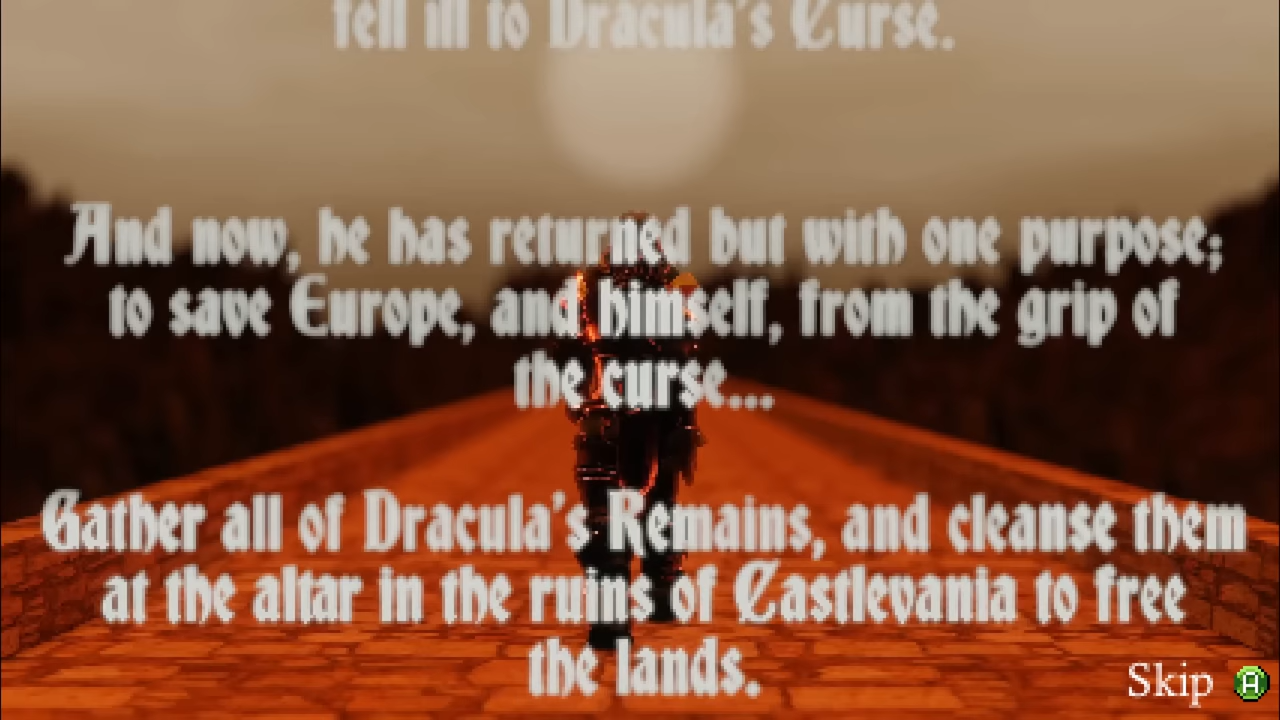 fell ill to Dracula's Curse.
And now, he has returned but with one purpose;
to save Europe, and himself, from the grip of
the curse...
Gather all of Dracula's Remains, and cleanse them
at the altar in the ruins of Castlevania to free
the lands.
Skip A